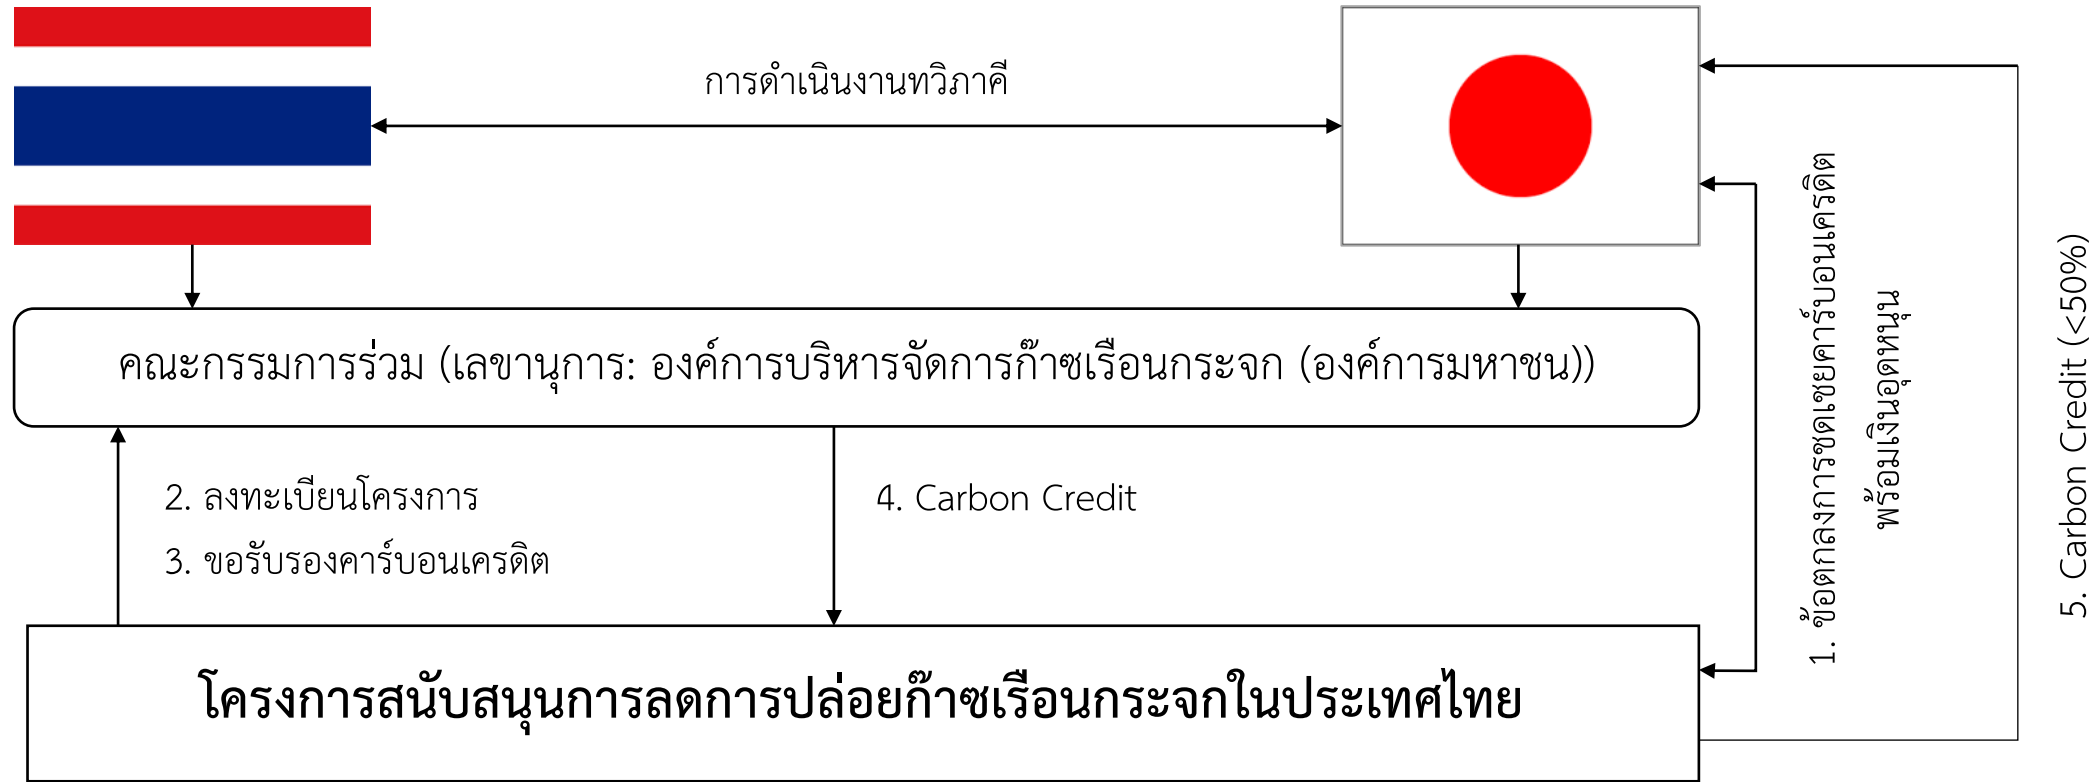 การดำเนินงานทวิภาคี
คณะกรรมการร่วม (เลขานุการ: องค์การบริหารจัดการก๊าซเรือนกระจก (องค์การมหาชน))
2. ลงทะเบียนโครงการ
3. ขอรับรองคาร์บอนเครดิต
4. Carbon Credit
โครงการสนับสนุนการลดการปล่อยก๊าซเรือนกระจกในประเทศไทย
1. ข้อตกลงการชดเชยคาร์บอนเครดิต
พร้อมเงินอุดหนุน
5. Carbon Credit (<50%)